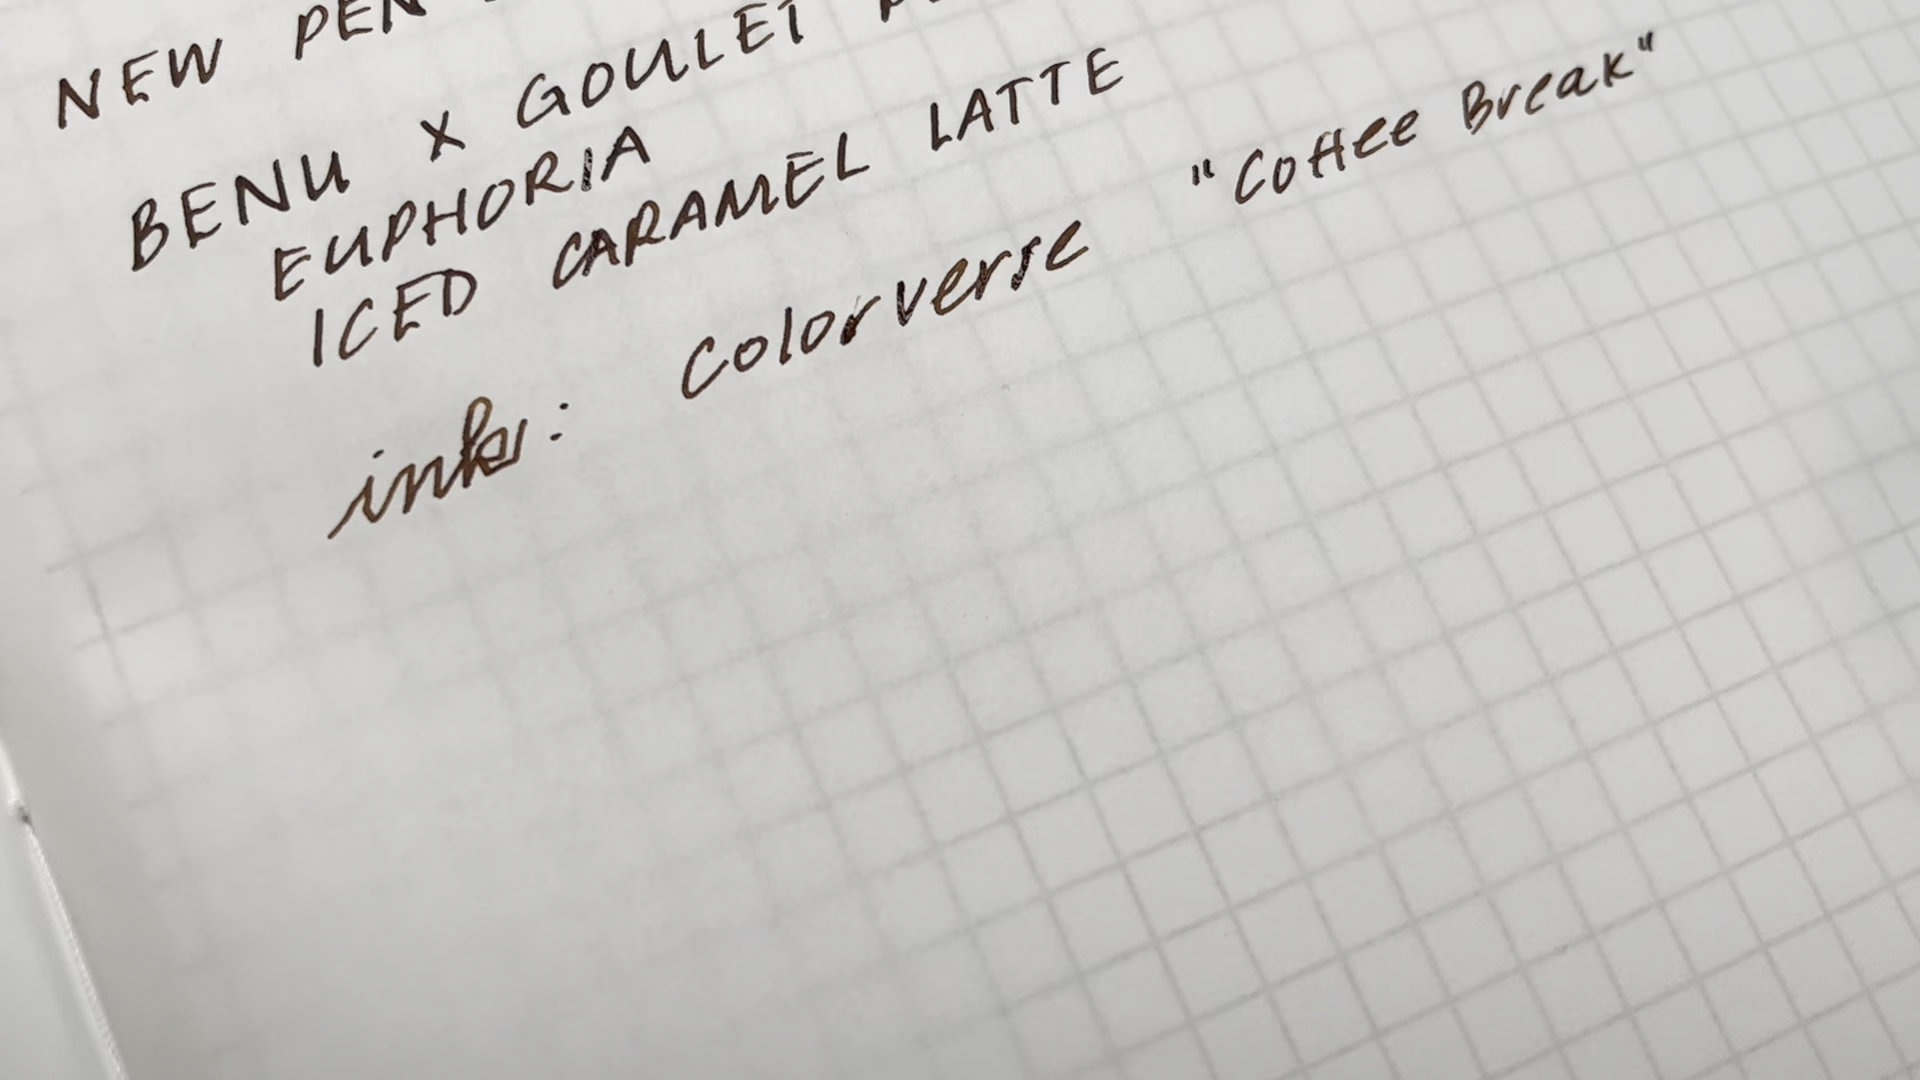 NEW PEN
BENU X GOULET
EUPHORIA
ICED CARAMEL LATTE
ink: Colorverse "Coffee Break"